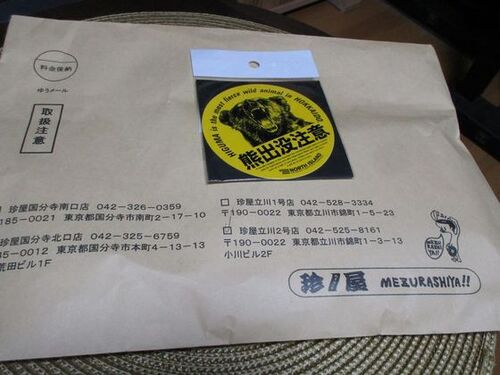 料金後納
ゆうメール
取扱注意
HIGUMA is the most fierce wild animal in HOKKAIDO
熊出没注意
NORTH ISLAND
珍屋国分寺南口店 042-326-0359
185-0021 東京都国分寺市南町2-17-10
珍屋国分寺北口店 042-325-6759
85-0012 東京都国分寺市本町4-13-13
荒田ビル1F
□ 珍屋立川1号店 042-528-3334
〒190-0022 東京都立川市錦町1-5-23
☑ 珍屋立川2号店 042-525-8161
〒190-0022 東京都立川市錦町1-3-13
小川ビル2F
珍屋 MEZURASHIYA!!